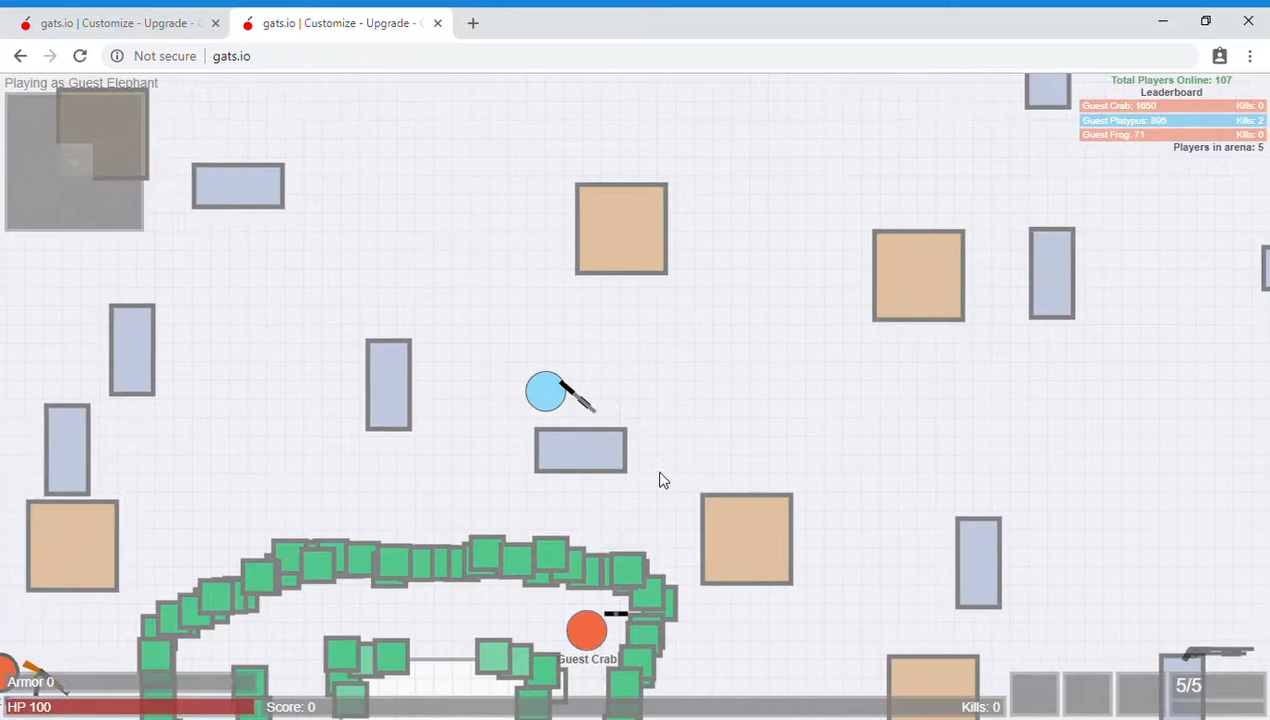 gats.io | Customize - Upgrade - C
gats.io | Customize - Upgrade - C
Not secure
gats.io
Playing as Guest Elephant
Total Players Online: 107
Leaderboard
Guest Crab: 1650 Kills: 0
Guest Platypus: 895 Kills: 2
Guest Frog: 71 Kills: 0
Players in arena: 5
Guest Crab
Armor 0
HP 100
Score: 0
Kills: 0
5/5